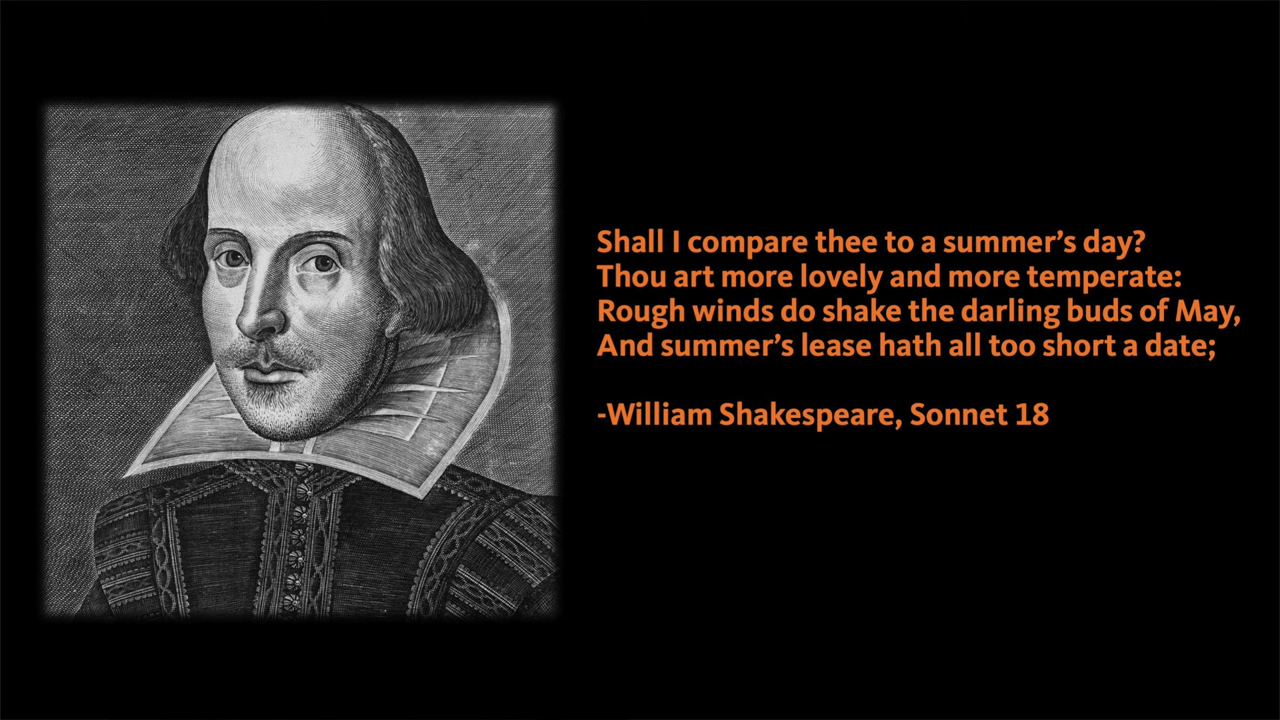 Shall I compare thee to a summer’s day?
Thou art more lovely and more temperate:
Rough winds do shake the darling buds of May,
And summer’s lease hath all too short a date;
-William Shakespeare, Sonnet 18